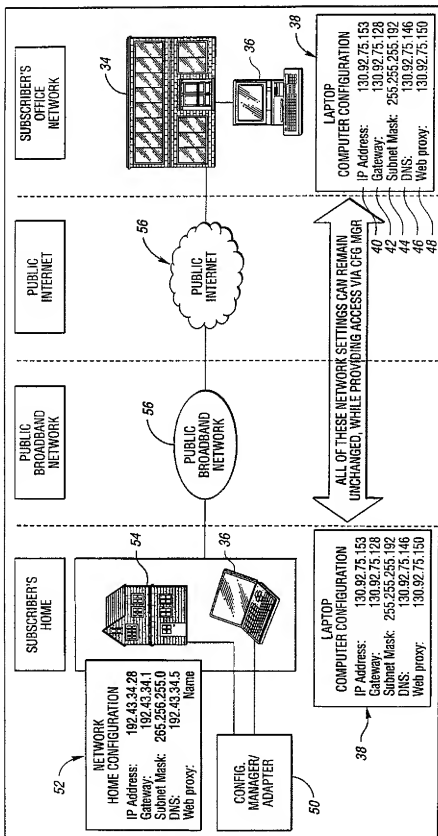 SUBSCRIBER'S
HOME
PUBLIC
BROADBAND
NETWORK
PUBLIC
INTERNET
SUBSCRIBER'S
OFFICE
NETWORK
52
NETWORK
HOME CONFIGURATION
IP Address: 192.43.34.28
Gateway: 192.43.34.1
Subnet Mask: 265.256.255.0
DNS: 192.43.34.5
Web proxy: Name
54
36
CONFIG.
MANAGER/
ADAPTER
50
56
PUBLIC
BROADBAND
NETWORK
56
PUBLIC
INTERNET
34
36
38
LAPTOP
COMPUTER CONFIGURATION
IP Address: 130.92.75.153
Gateway: 130.92.75.128
Subnet Mask: 255.255.255.192
DNS: 130.92.75.146
Web proxy: 130.92.75.150
ALL OF THESE NETWORK SETTINGS CAN REMAIN
UNCHANGED, WHILE PROVIDING ACCESS VIA CFG MGR
38
LAPTOP
COMPUTER CONFIGURATION
IP Address: 130.92.75.153
Gateway: 130.92.75.128
Subnet Mask: 255.255.255.192
DNS: 130.92.75.146
Web proxy: 130.92.75.150
40
42
44
46
48